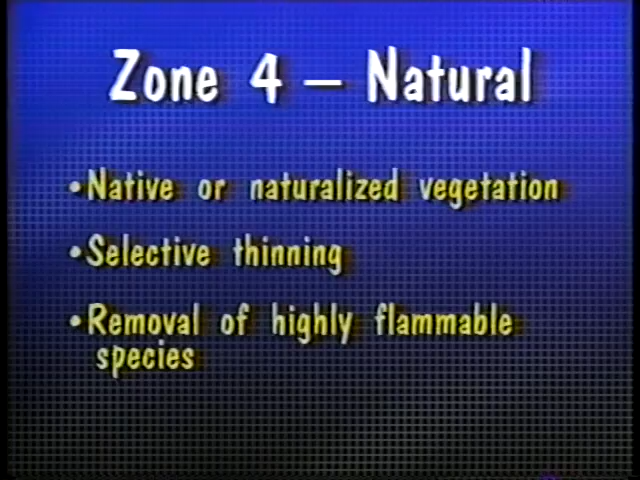 Zone 4 – Natural
•Native or naturalized vegetation
•Selective thinning
•Removal of highly flammable
species